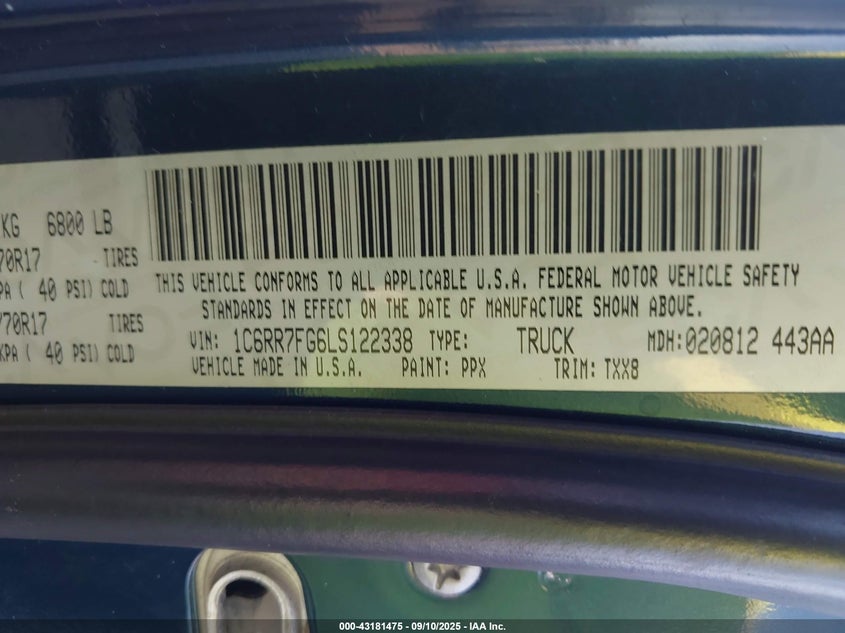 KG 6800 LB
70R17 TIRES
PA ( 40 PSI) COLD
/70R17 TIRES
KPA ( 40 PSI) COLD
THIS VEHICLE CONFORMS TO ALL APPLICABLE U.S.A. FEDERAL MOTOR VEHICLE SAFETY
STANDARDS IN EFFECT ON THE DATE OF MANUFACTURE SHOWN ABOVE.
VIN: 1C6RR7FG6LS122338 TYPE: TRUCK MDH:020812 443AA
VEHICLE MADE IN U.S.A. PAINT: PPX TRIM: TXX8
000-43181475 - 09/10/2025 - IAA Inc.